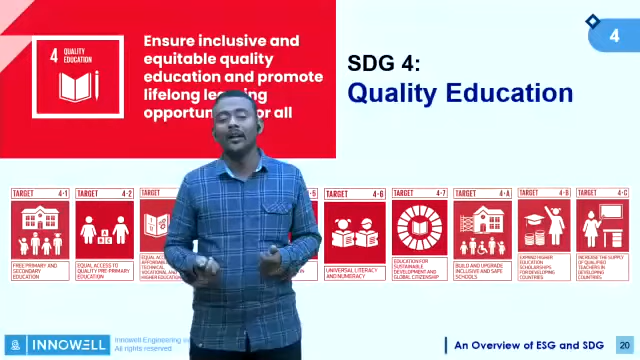 4 QUALITY
EDUCATION
Ensure inclusive and
equitable quality
education and promote
lifelong
all
SDG 4:
Quality Education
4
TARGET 4·1
FREE PRIMARY AND
SECONDARY
EDUCATION
TARGET 4·2
EQUAL ACCESS TO
QUALITY PRE-PRIMARY
EDUCATION
TARGET
TARGET 4·6
UNIVERSAL LITERACY
AND NUMERACY
TARGET 4·7
EDUCATION FOR
SUSTAINABLE
DEVELOPMENT AND
GLOBAL CITIZENSHIP
TARGET 4·A
BUILD AND UPGRADE
INCLUSIVE AND SAFE
SCHOOLS
TARGET 4·B
EXPAND HIGHER
EDUCATION
SCHOLARSHIPS
FOR DEVELOPING
COUNTRIES
TARGET 4·C
INCREASE THE SUPPLY
OF QUALIFIED
TEACHERS IN
DEVELOPING
COUNTRIES
INNOWELL
Innowell Engineering
All rights reserved.
An Overview of ESG and SDG
20